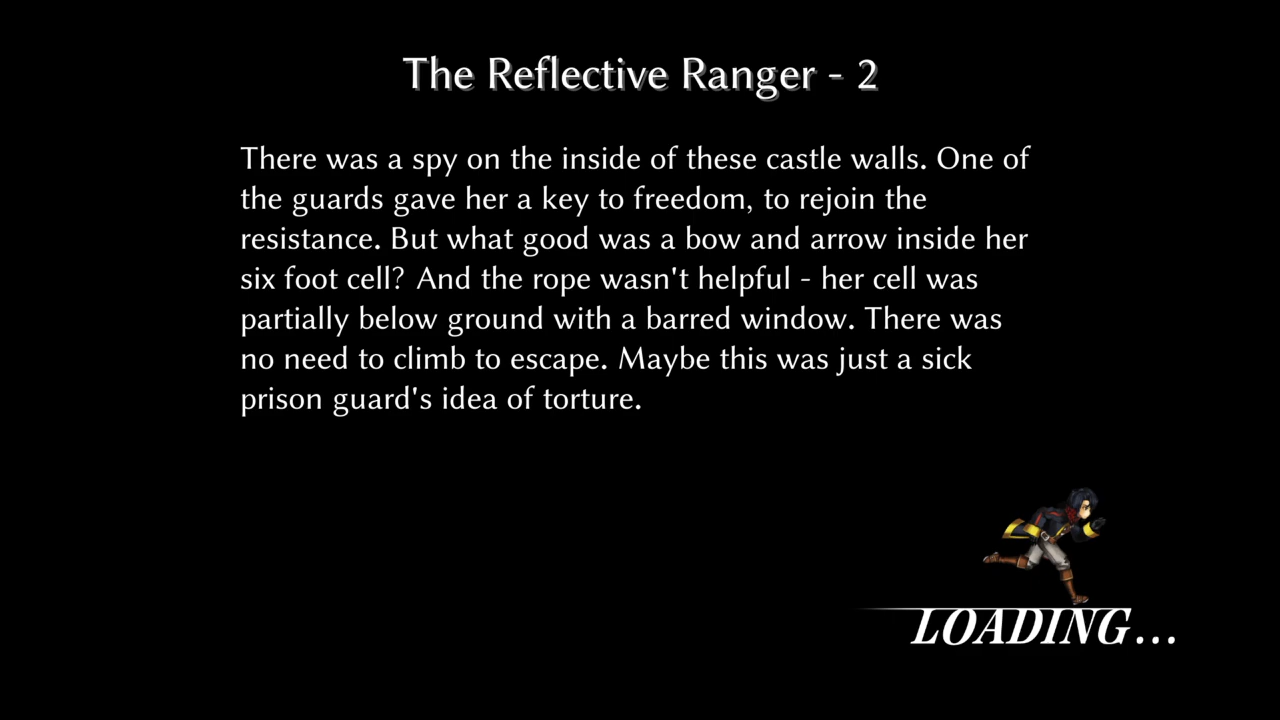 The Reflective Ranger - 2
There was a spy on the inside of these castle walls. One of
the guards gave her a key to freedom, to rejoin the
resistance. But what good was a bow and arrow inside her
six foot cell? And the rope wasn't helpful - her cell was
partially below ground with a barred window. There was
no need to climb to escape. Maybe this was just a sick
prison guard's idea of torture.
LOADING...